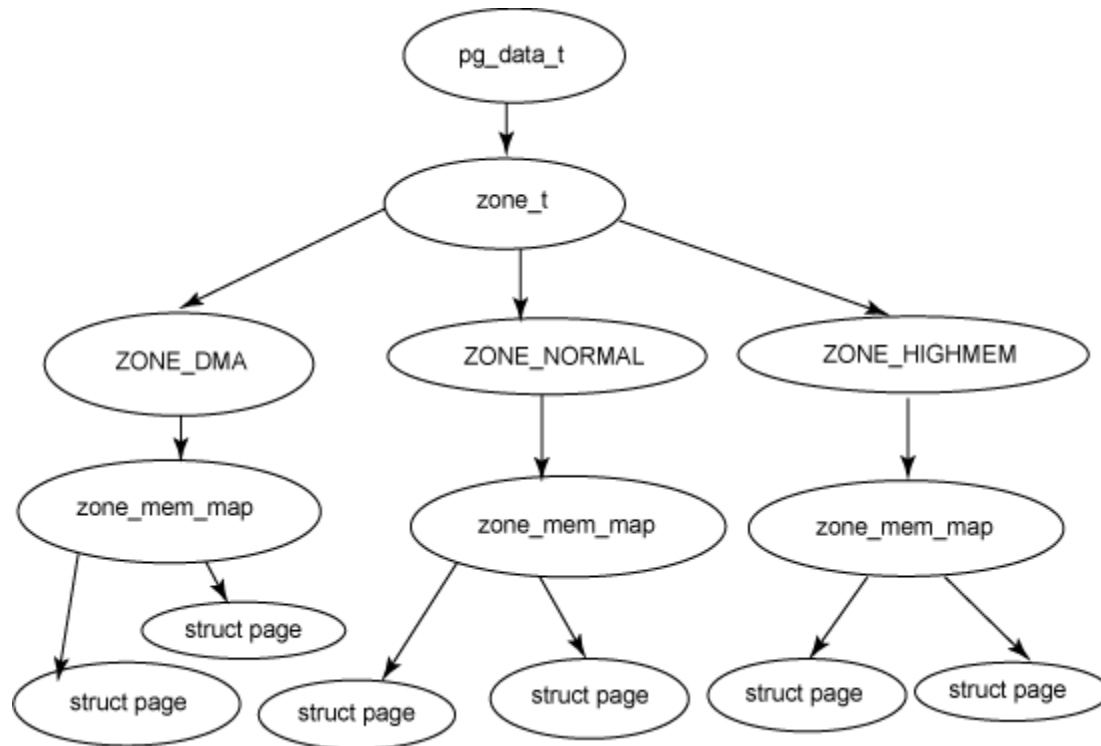 pg_data_t
zone_t
ZONE_DMA
ZONE_NORMAL
ZONE_HIGHMEM
zone_mem_map
zone_mem_map
zone_mem_map
struct page
struct page
struct page
struct page
struct page
struct page